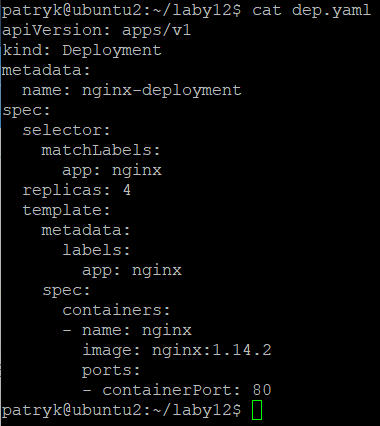 patryk@ubuntu2:~/laby12$ cat dep.yaml
apiVersion: apps/v1
kind: Deployment
metadata:
  name: nginx-deployment
spec:
  selector:
    matchLabels:
      app: nginx
  replicas: 4
  template:
    metadata:
      labels:
        app: nginx
    spec:
      containers:
      - name: nginx
        image: nginx:1.14.2
        ports:
        - containerPort: 80
patryk@ubuntu2:~/laby12$